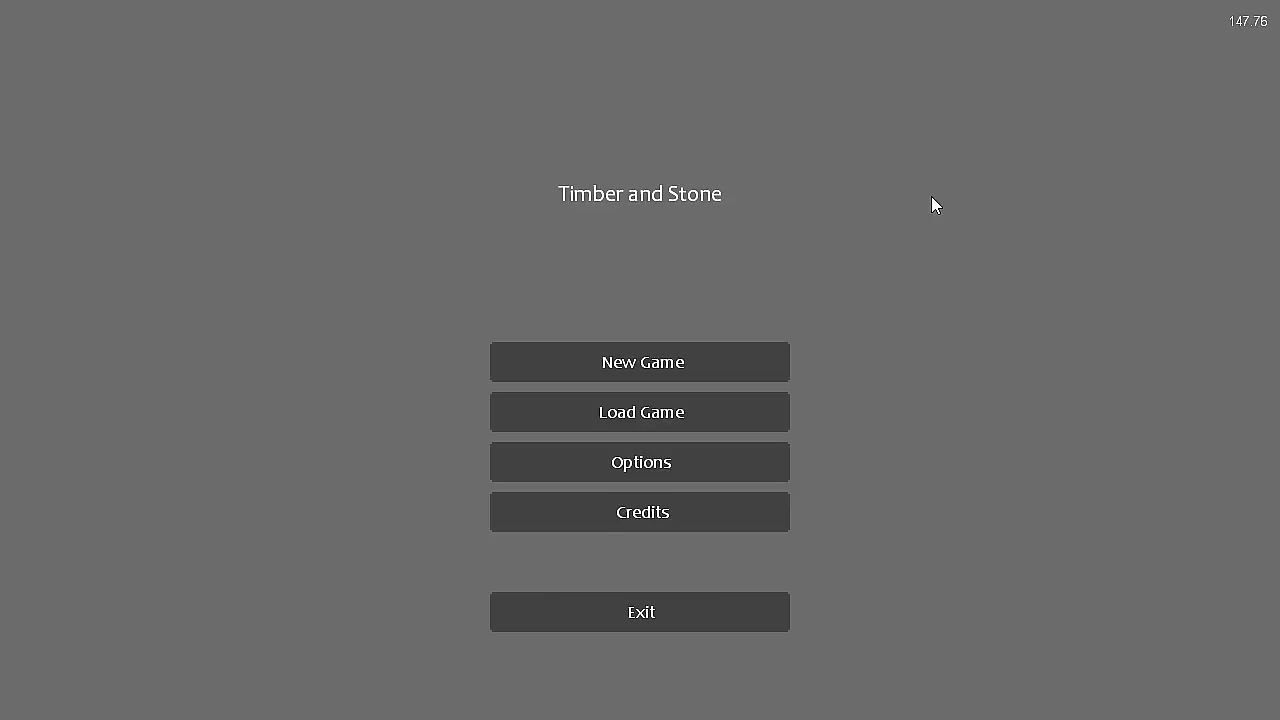 147.76
Timber and Stone
New Game
Load Game
Options
Credits
Exit